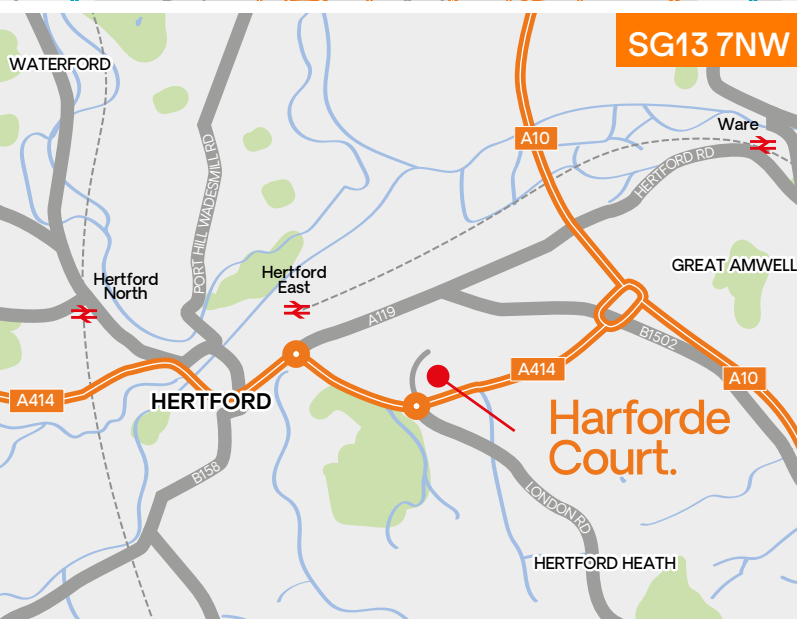 SG13 7NW
WATERFORD
A10
Ware
HERTFORD RD
PORT HILL WADESMILL RD
Hertford
North
Hertford
East
GREAT AMWELL
A119
B1502
A414
A10
A414
HERTFORD
Harforde
Court.
B158
LONDON RD
HERTFORD HEATH